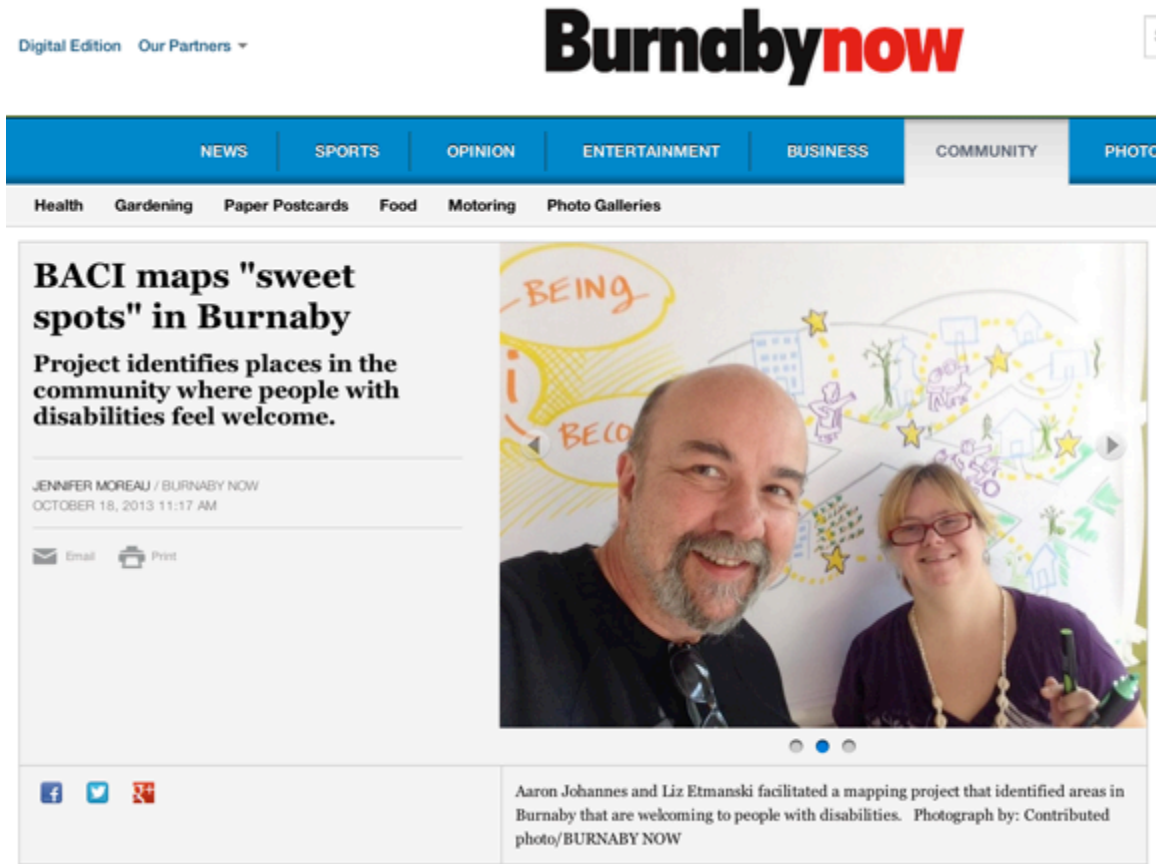 Digital Edition Our Partners
Burnabynow
NEWS SPORTS OPINION ENTERTAINMENT BUSINESS COMMUNITY PHOTO
Health Gardening Paper Postcards Food Motoring Photo Galleries
BACI maps "sweet
spots" in Burnaby
Project identifies places in the
community where people with
disabilities feel welcome.
JENNIFER MOREAU / BURNABY NOW
OCTOBER 18, 2013 11:17 AM
Email Print
BEING
BECO
Aaron Johannes and Liz Etmanski facilitated a mapping project that identified areas in
Burnaby that are welcoming to people with disabilities. Photograph by: Contributed
photo/BURNABY NOW